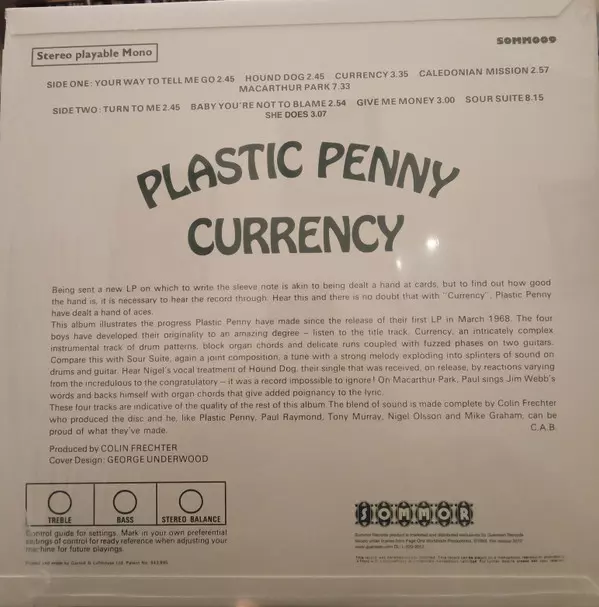 Stereo playable Mono
SOMM009
SIDE ONE: YOUR WAY TO TELL ME GO 2.45 HOUND DOG 2.45 CURRENCY 3.35 CALEDONIAN MISSION 2.57
MACARTHUR PARK 7.33
SIDE TWO: TURN TO ME 2.45 BABY YOU'RE NOT TO BLAME 2.54 GIVE ME MONEY 3.00 SOUR SUITE 8.15
SHE DOES 3.07
PLASTIC PENNY
CURRENCY
Being sent a new LP on which to write the sleeve note is akin to being dealt a hand at cards, but to find out how good
the hand is, it is necessary to hear the record through. Hear this and there is no doubt that with "Currency", Plastic Penny
have dealt a hand of aces.
This album illustrates the progress Plastic Penny have made since the release of their first LP in March 1968. The four
boys have developed their originality to an amazing degree – listen to the title track. Currency, an intricately complex
instrumental track of drum patterns, block organ chords and delicate runs coupled with fuzzed phases on two guitars.
Compare this with Sour Suite, again a joint composition, a tune with a strong melody exploding into splinters of sound on
drums and guitar. Hear Nigel's vocal treatment of Hound Dog, their single that was received, on release, by reactions varying
from the incredulous to the congratulatory – it was a record impossible to ignore! On Macarthur Park, Paul sings Jim Webb's
words and backs himself with organ chords that give added poignancy to the lyric.
These four tracks are indicative of the quality of the rest of this album. The blend of sound is made complete by Colin Frechter
who produced the disc and he, like Plastic Penny, Paul Raymond, Tony Murray, Nigel Olsson and Mike Graham, can be
proud of what they've made.
C.A.B.
Produced by COLIN FRECHTER
Cover Design: GEORGE UNDERWOOD
TREBLE
BASS
STEREO BALANCE
Control guide for settings. Mark in your own preferential
settings of control for ready reference when adjusting your
machine for future playings.
SOMMOR